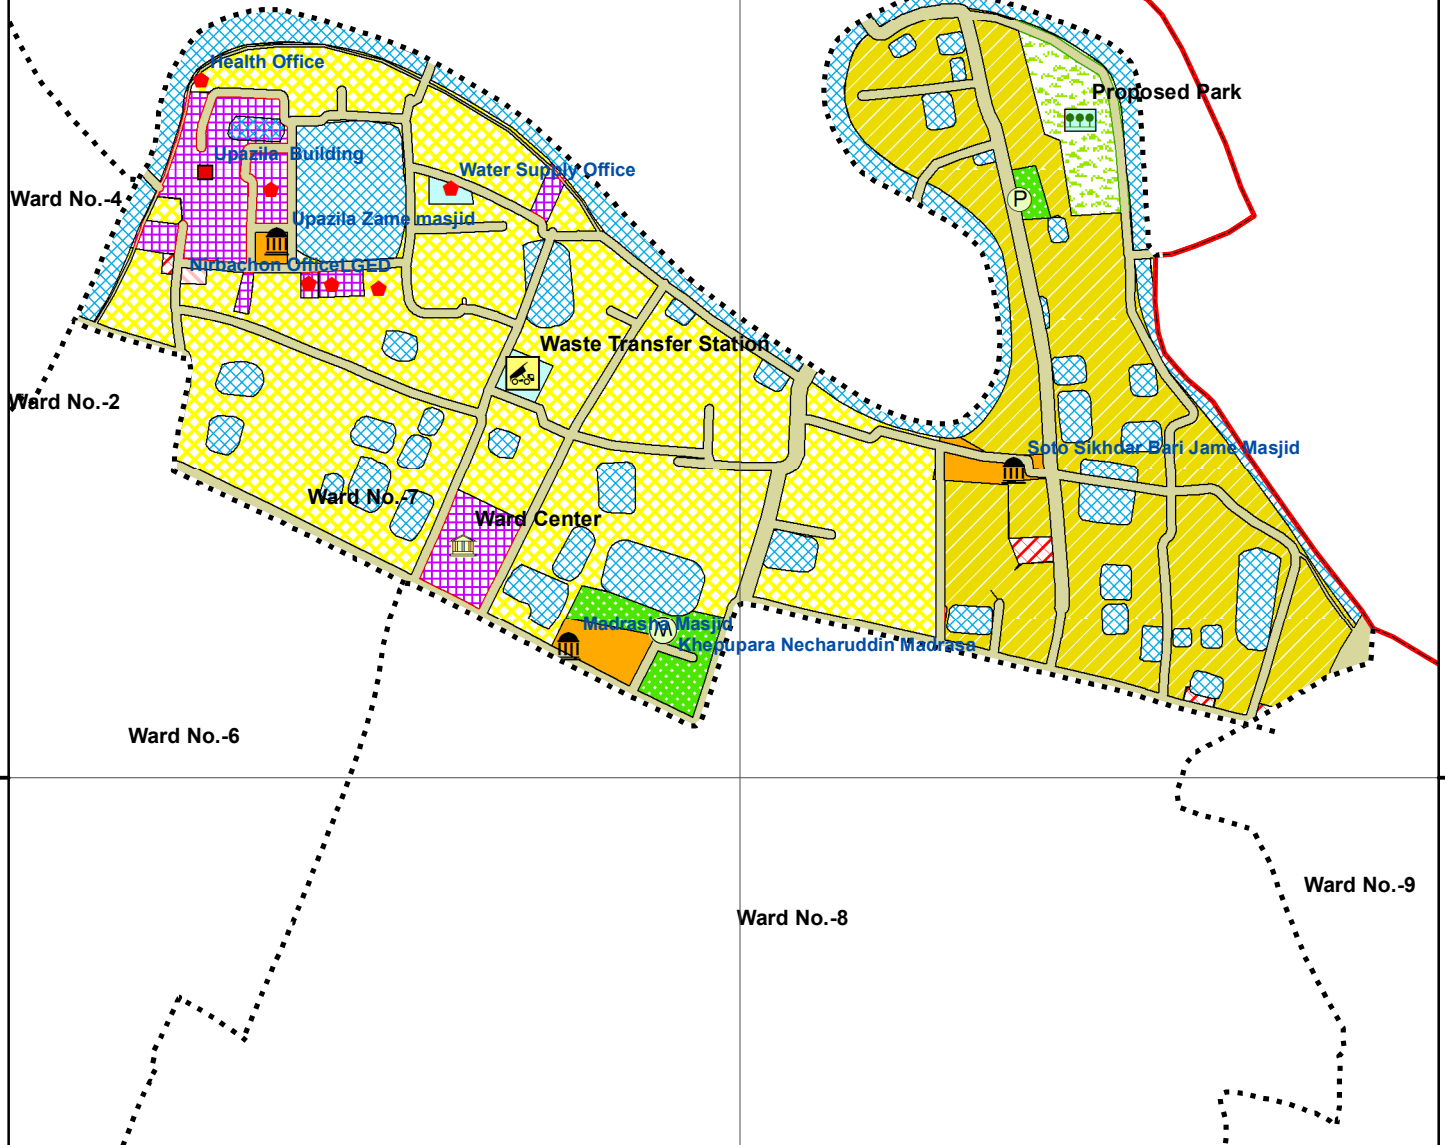 Health Office
Proposed Park
Upazila Building
Water Supply Office
Ward No.-4
P
Upazila Zame masjid
Nirbachon OfficeLGED
Waste Transfer Station
Ward No.-2
Soto Sikhdar Bari Jame Masjid
Ward No.-7
Ward Center
Madrasha Masjid
M
Khepupara Necharuddin Madrasa
Ward No.-6
Ward No.-9
Ward No.-8